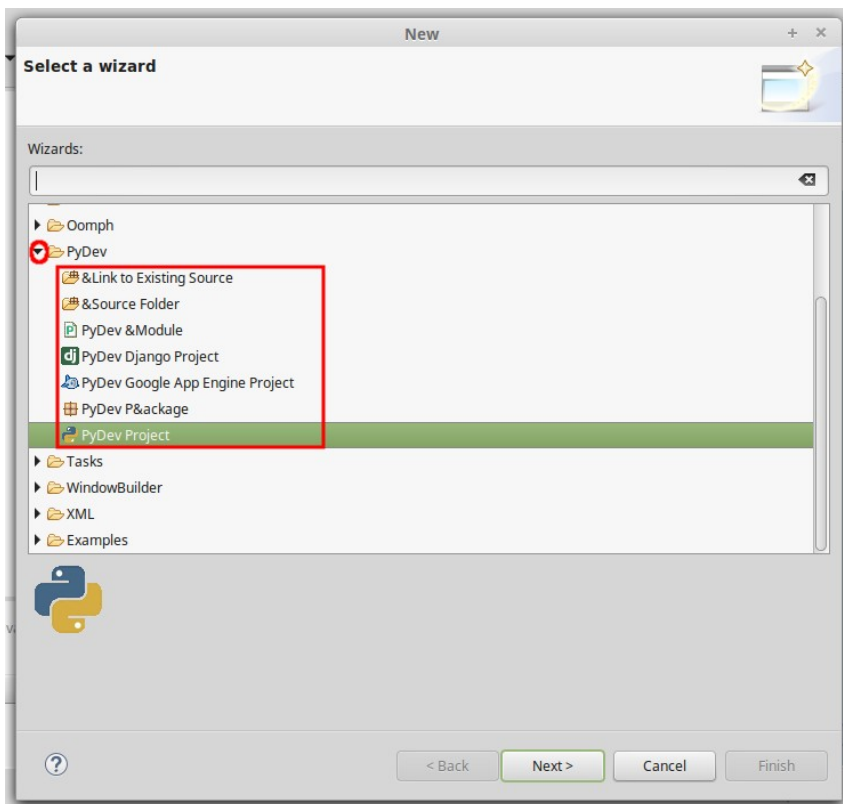 New
Select a wizard
Wizards:
Oomph
PyDev
&Link to Existing Source
&Source Folder
PyDev &Module
dj PyDev Django Project
PyDev Google App Engine Project
PyDev P&ackage
PyDev Project
Tasks
WindowBuilder
XML
Examples
? < Back Next > Cancel Finish